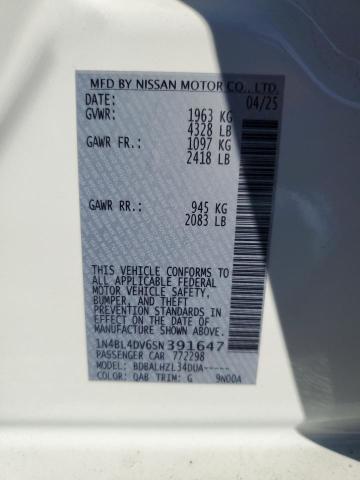 MFD BY NISSAN MOTOR CO., LTD.
DATE: 04/25
GVWR: 1963 KG
4328 LB
GAWR FR.: 1097 KG
2418 LB
GAWR RR.: 945 KG
2083 LB
THIS VEHICLE CONFORMS TO
ALL APPLICABLE FEDERAL
MOTOR VEHICLE SAFETY,
BUMPER, AND THEFT
PREVENTION STANDARDS IN
EFFECT ON THE DATE OF
MANUFACTURE SHOWN ABOVE.
1N4BL4DV6SN391647
PASSENGER CAR 772298
MODEL: BDBALHZL34DUA-----
COLOR: QAB TRIM: G 9N00A